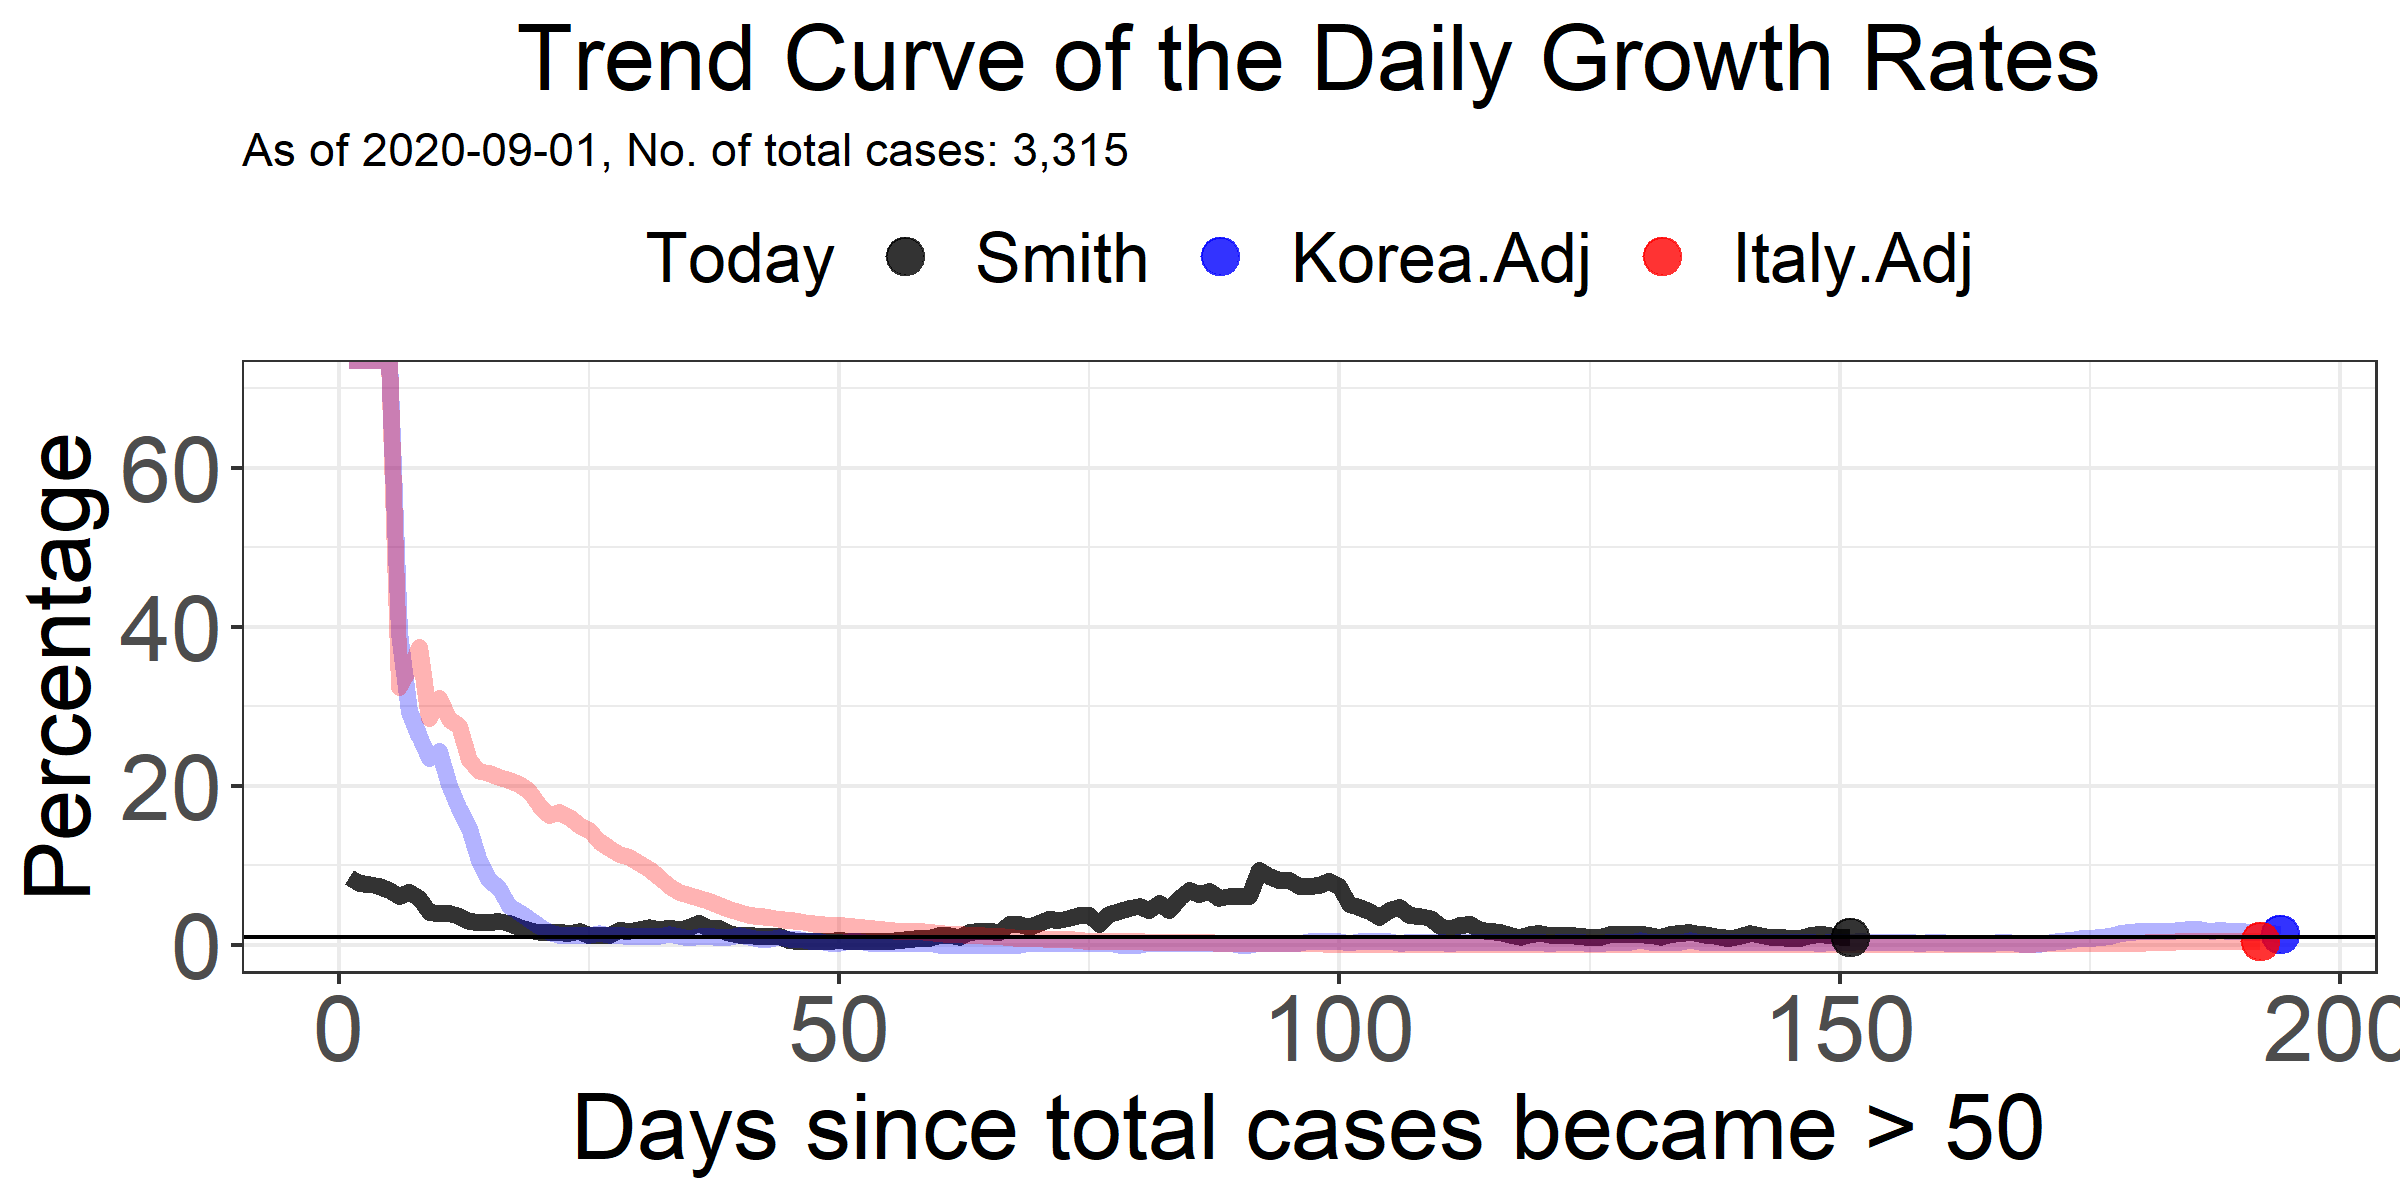 Trend Curve of the Daily Growth Rates
As of 2020-09-01, No. of total cases: 3,315
Today Smith Korea.Adj Italy.Adj
Percentage
60
40
20
0
0 50 100 150 200
Days since total cases became > 50